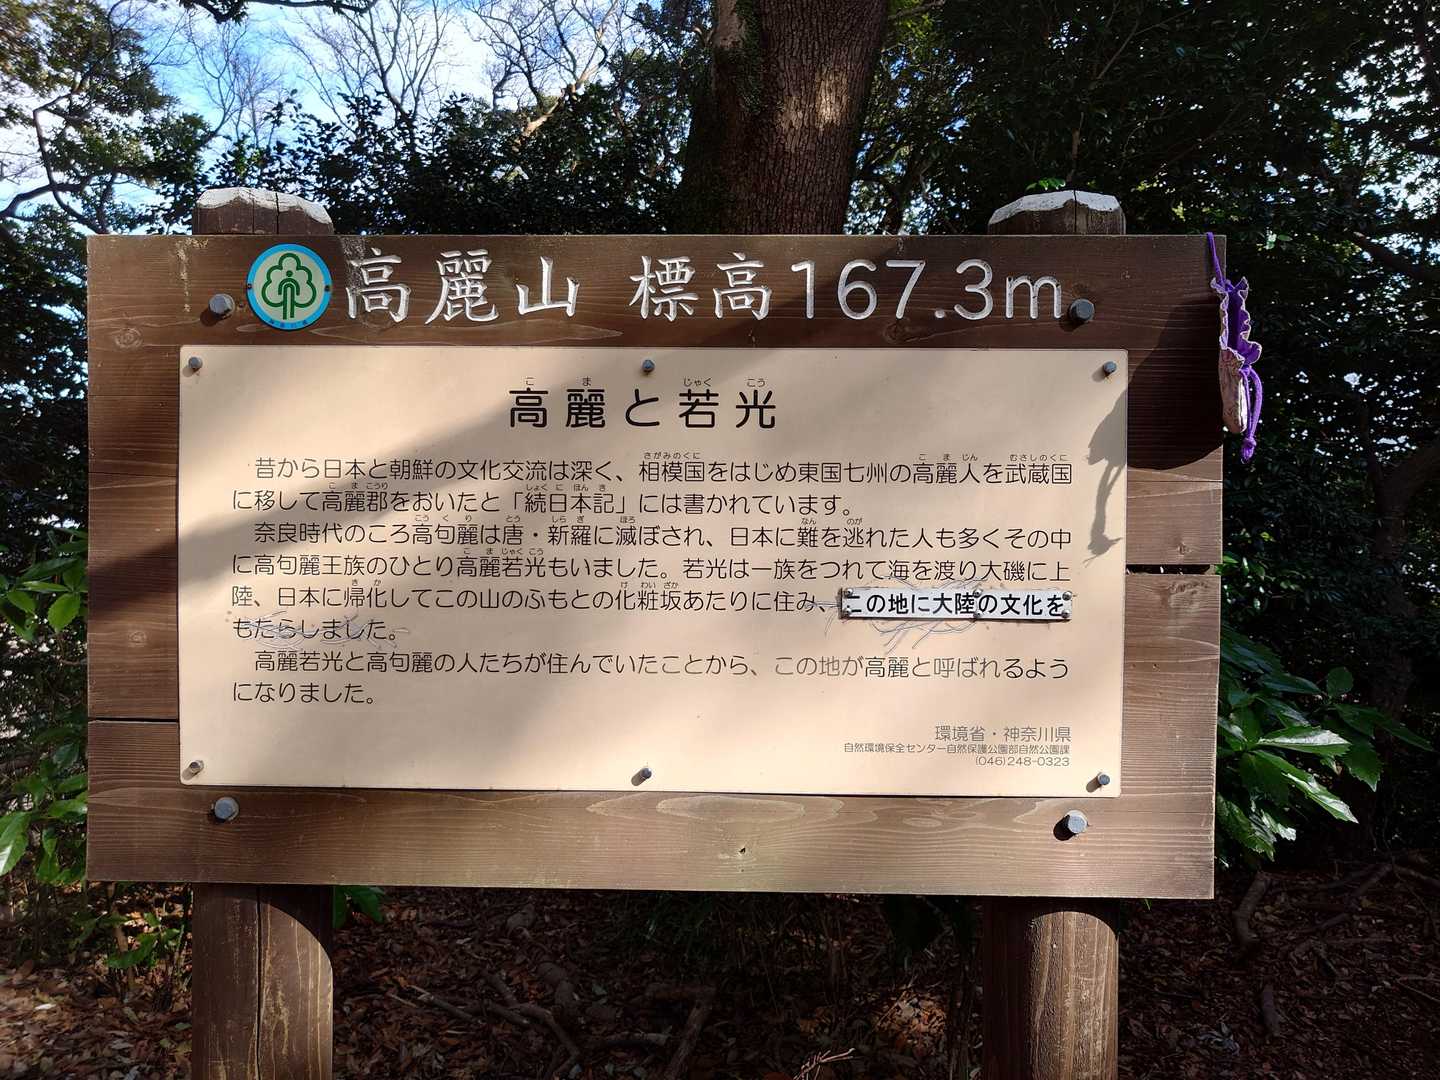 高麗山 標高167.3m
高麗と若光
昔から日本と朝鮮の文化交流は深く、相模国をはじめ東国七州の高麗人を武蔵国
に移して高麗郡をおいたと「続日本記」には書かれています。
奈良時代のころ高句麗は唐・新羅に滅ぼされ、日本に難を逃れた人も多くその中
に高句麗王族のひとり高麗若光もいました。若光は一族をつれて海を渡り大磯に上
陸、日本に帰化してこの山のふもとの化粧坂あたりに住み、この地に大陸の文化を
もたらしました。
高麗若光と高句麗の人たちが住んでいたことから、この地が高麗と呼ばれるよう
になりました。
環境省・神奈川県
自然環境保全センター自然保護公園部自然公園課
(046)248-0323